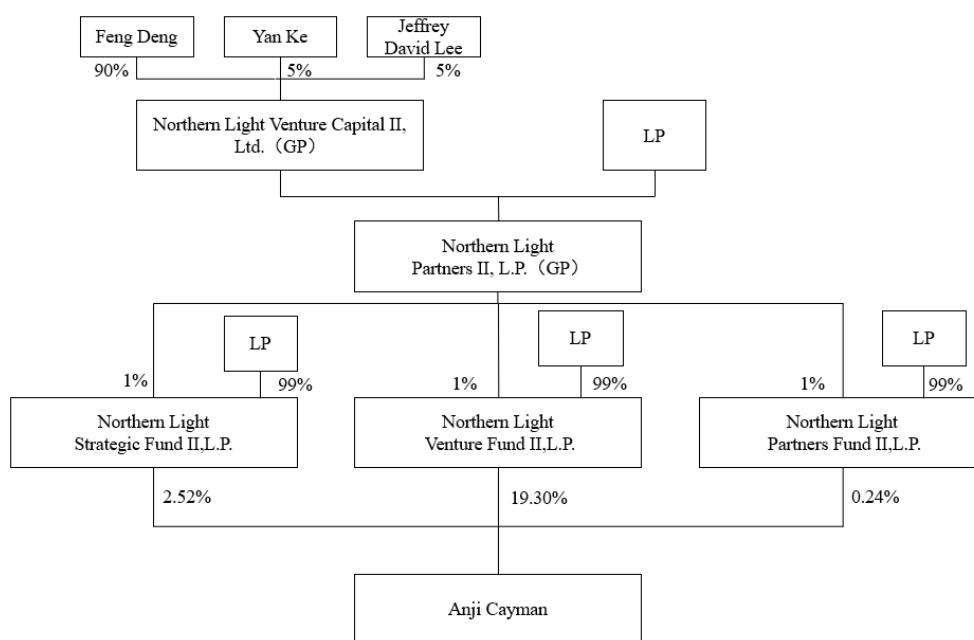 Feng Deng
Yan Ke
Jeffrey
David Lee
90%
5%
5%
Northern Light Venture Capital II,
Ltd.（GP）
LP
Northern Light
Partners II, L.P.（GP）
LP
LP
LP
1%
99%
1%
99%
1%
99%
Northern Light
Strategic Fund II,L.P.
Northern Light
Venture Fund II,L.P.
Northern Light
Partners Fund II,L.P.
2.52%
19.30%
0.24%
Anji Cayman